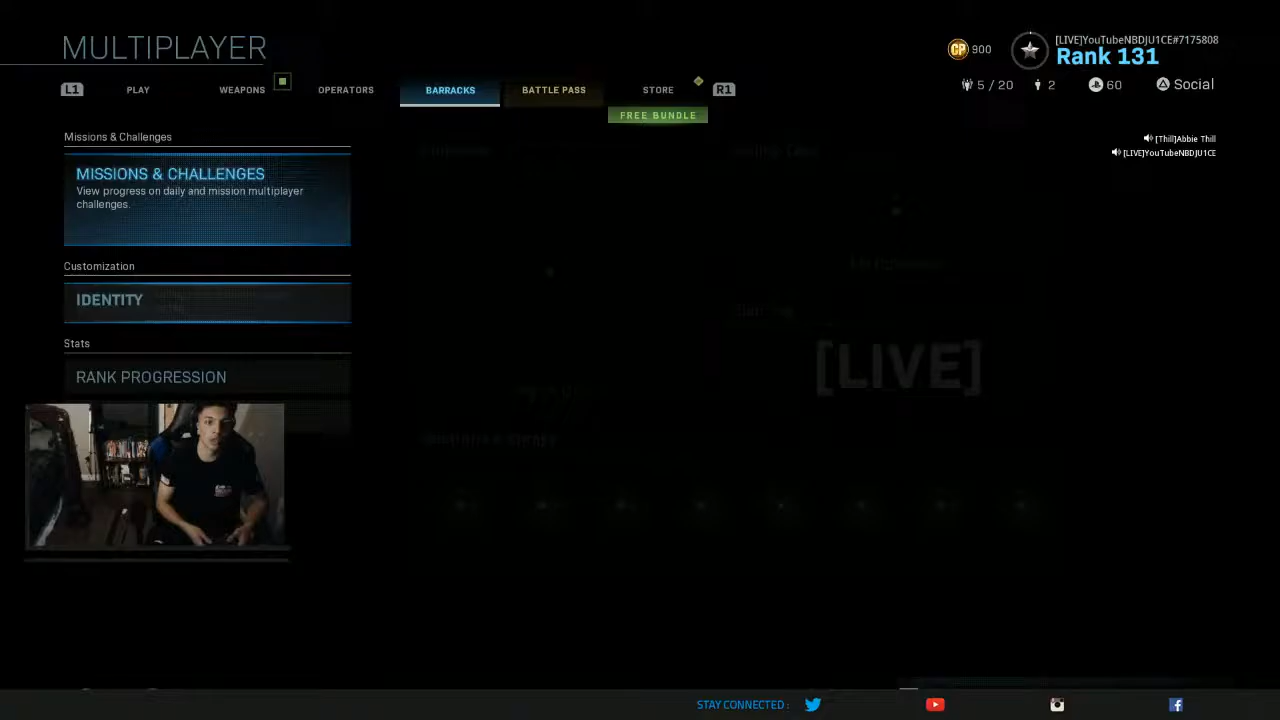 MULTIPLAYER
CP 900
[LIVE]YouTubeNBDJU1CE#7175808
Rank 131
L1 PLAY WEAPONS OPERATORS BARRACKS BATTLE PASS STORE R1
5 / 20 2 60 Social
FREE BUNDLE
Missions & Challenges
[Thill]Abbie Thill
[LIVE]YouTubeNBDJU1CE
MISSIONS & CHALLENGES
View progress on daily and mission multiplayer
challenges.
Customization
IDENTITY
Stats
RANK PROGRESSION
[LIVE]
STAY CONNECTED :